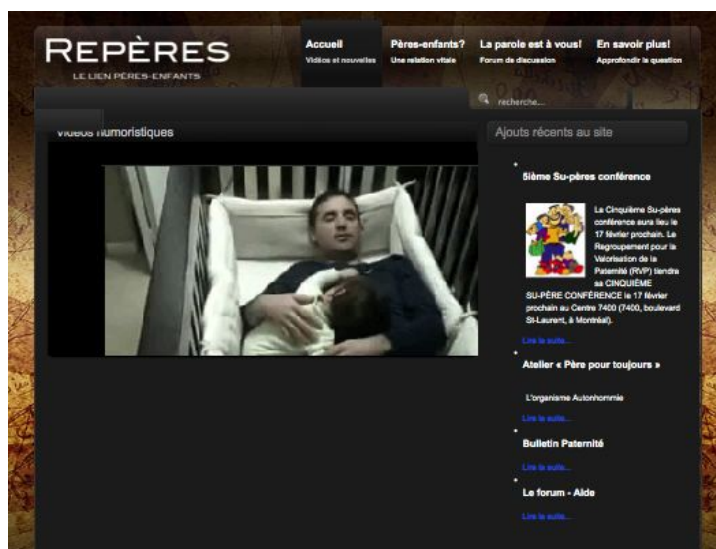 REPÈRES
LE LIEN PÈRES-ENFANTS
Accueil
Vidéos et nouvelles
Pères-enfants?
Une relation vitale
La parole est à vous!
Forum de discussion
En savoir plus!
Approfondir la question
recherche...
Vidéos humoristiques
Ajouts récents au site
5ième Su-pères conférence
La Cinquième Su-pères
conférence aura lieu le
17 février prochain. Le
Regroupement pour la
Valorisation de la
Paternité (RVP) tiendra
sa CINQUIÈME
SU-PÈRE CONFÉRENCE le 17 février
prochain au Centre 7400 (7400, boulevard
St-Laurent, à Montréal).
Lire la suite...
Atelier « Père pour toujours »
L'organisme Autonhommie
Lire la suite...
Bulletin Paternité
Lire la suite...
Le forum - Aide
Lire la suite...